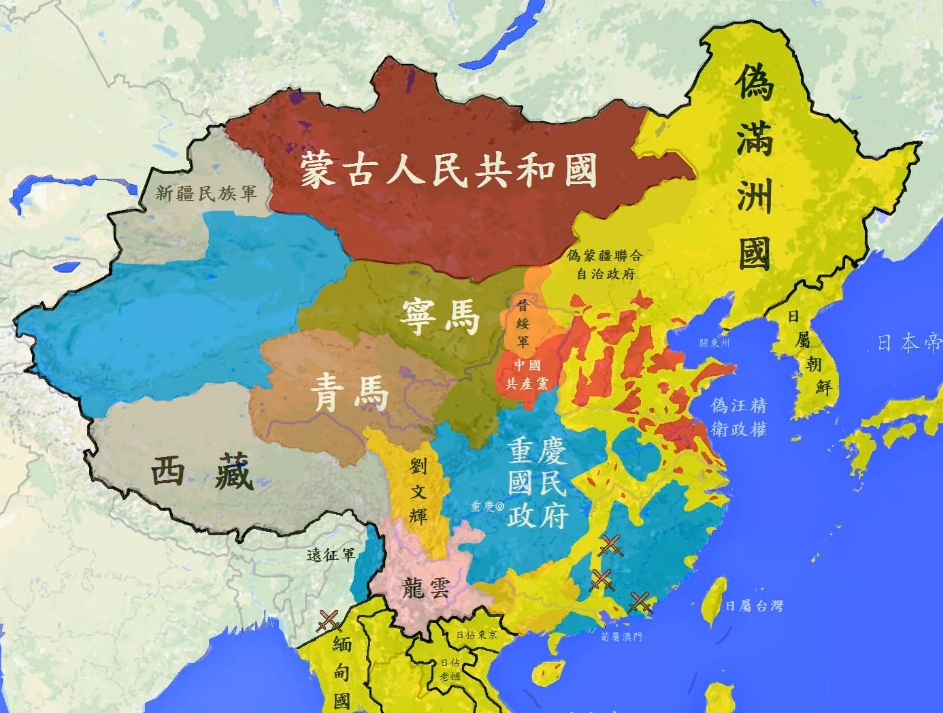 偽滿洲國
蒙古人民共和國
新疆民族軍
偽蒙疆聯合
自治政府
寧馬
晉綏軍
日屬朝鮮
關東州
日本帝
中國
共產黨
青馬
偽汪精
衛政權
西藏
劉文輝
重慶
國民
政府
重慶
遠征軍
龍雲
日屬台灣
葡屬澳門
日佔東京
緬甸國
日佔
老撾